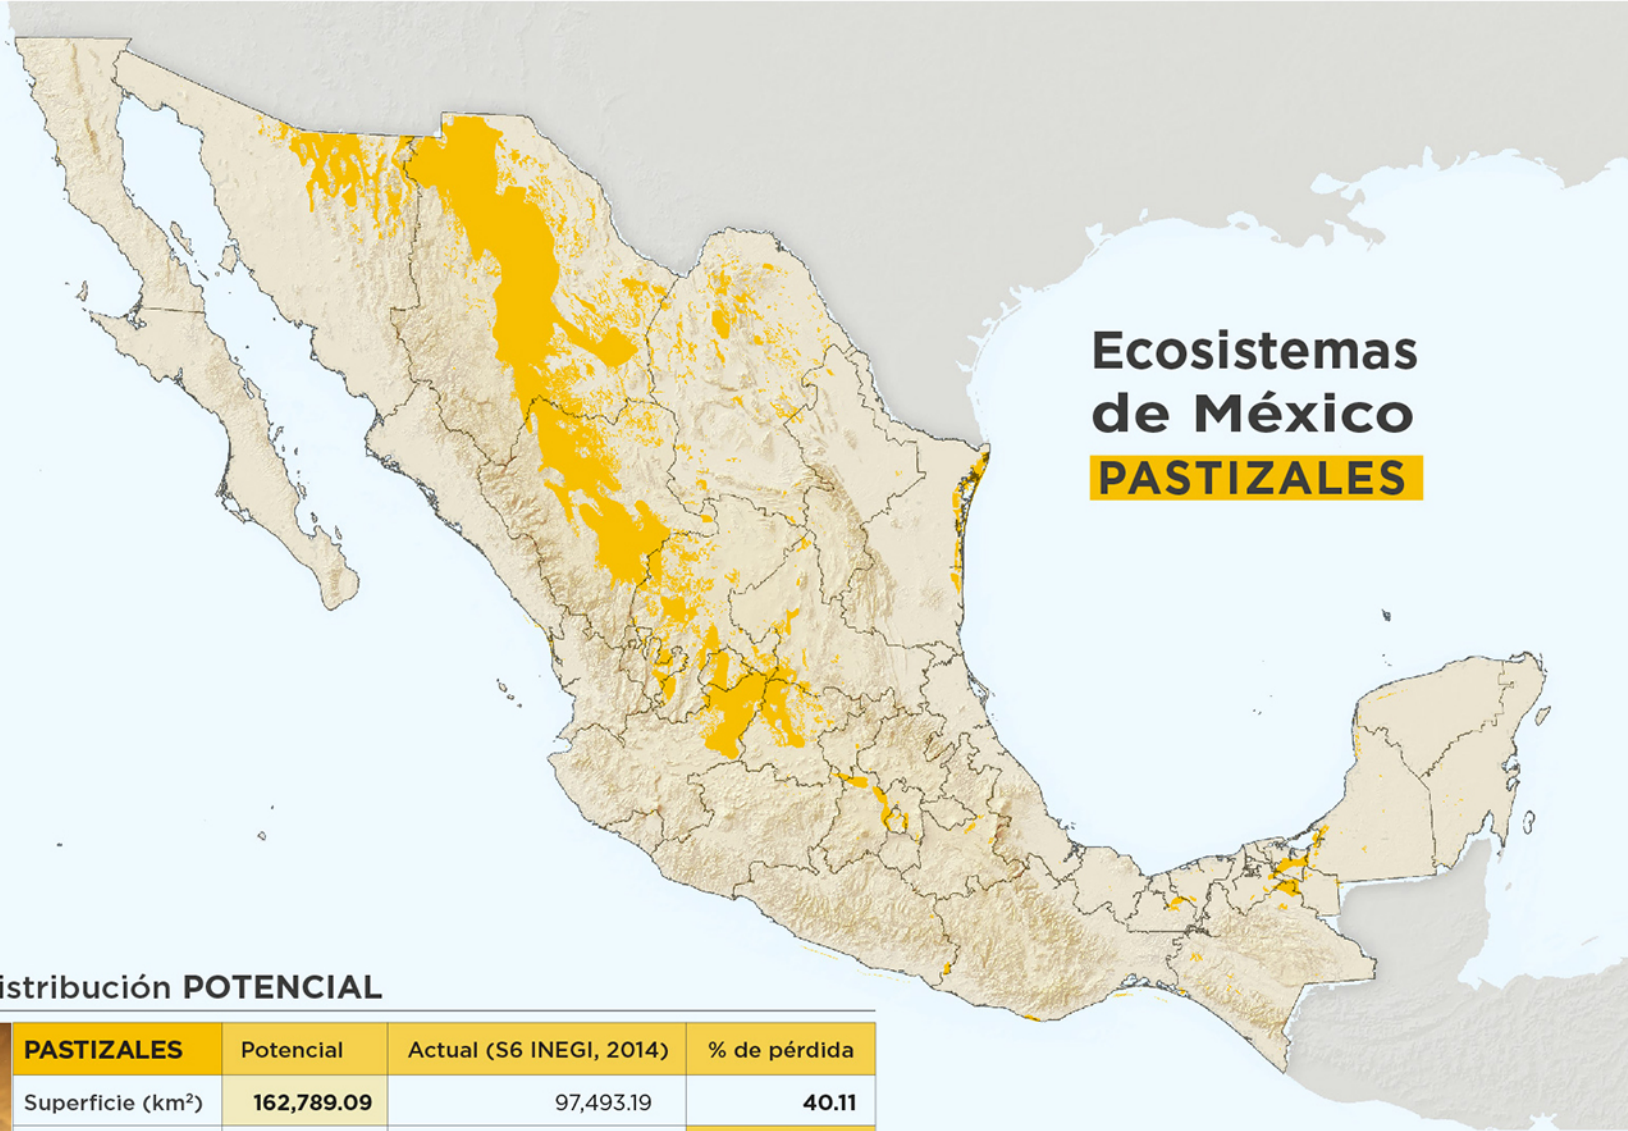 Ecosistemas
de México
PASTIZALES
istribución POTENCIAL
PASTIZALES Potencial Actual (S6 INEGI, 2014) % de pérdida
Superficie (km²) 162,789.09 97,493.19 40.11